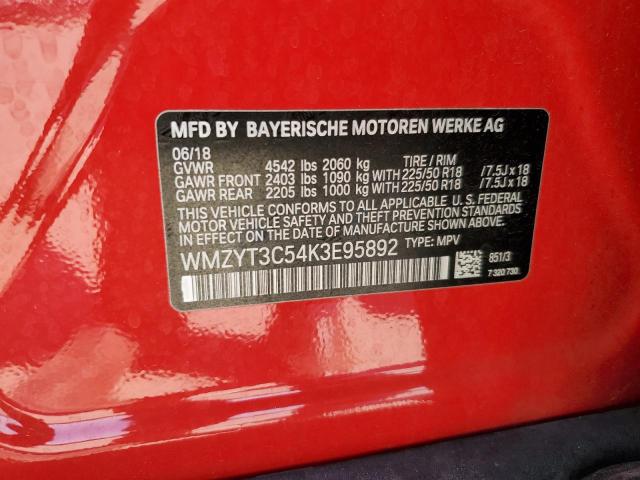 MFD BY BAYERISCHE MOTOREN WERKE AG
06/18
GVWR 4542 lbs 2060 kg TIRE / RIM
GAWR FRONT 2403 lbs 1090 kg WITH 225/50 R18 /7.5J x 18
GAWR REAR 2205 lbs 1000 kg WITH 225/50 R18 /7.5J x 18
THIS VEHICLE CONFORMS TO ALL APPLICABLE U. S. FEDERAL
MOTOR VEHICLE SAFETY AND THEFT PREVENTION STANDARDS
IN EFFECT ON THE DATE OF MANUFACTURE SHOWN ABOVE.
WMZYT3C54K3E95892 TYPE: MPV
851/3
7 320 730